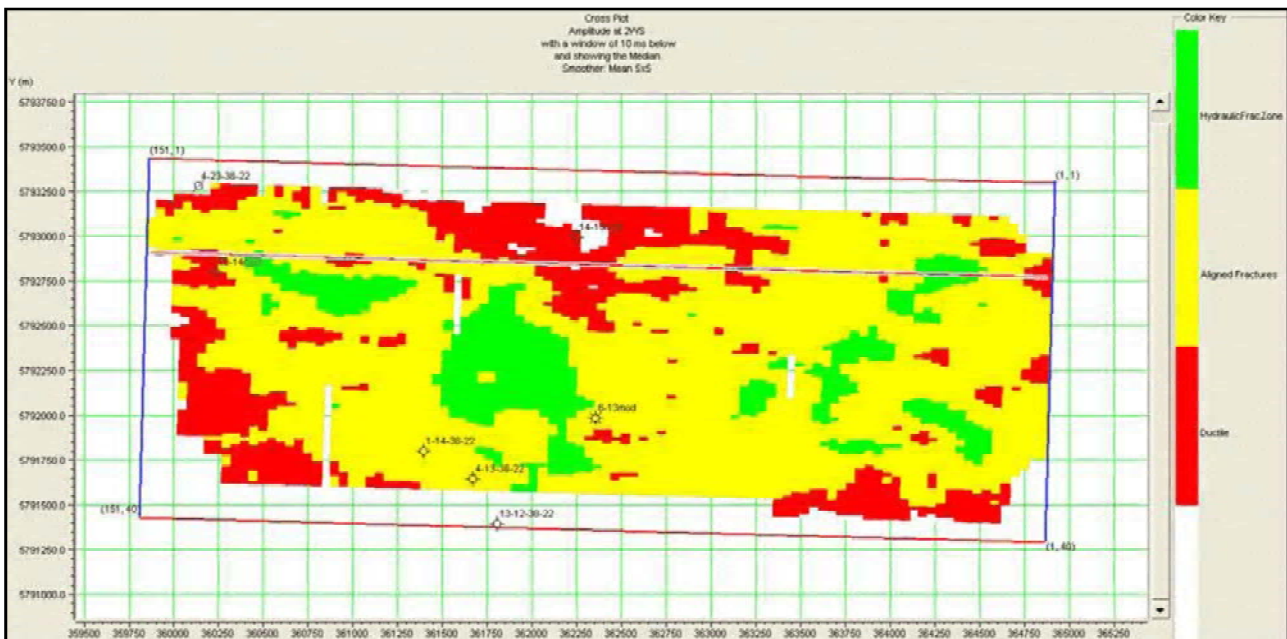 Cross Plot
Amplitude at 2WS
with a window of 10 ms below
and showing the Median
Smoother: Mean 5x5
Color Key
Y (m)
5793750.0
5793500.0
5793250.0
5793000.0
5792750.0
5792500.0
5792250.0
5792000.0
5791750.0
5791500.0
5791250.0
5791000.0
(151, 1)
(1, 1)
4-23-38-22
6-13mod
1-14-38-22
4-13-38-22
13-12-38-22
(151, 40)
(1, 40)
HydraulicFracZone
Aligned Fractures
Ductile
359500 359750 360000 360250 360500 360750 361000 361250 361500 361750 362000 362250 362500 362750 363000 363250 363500 363750 364000 364250 364500 364750 365000 365250